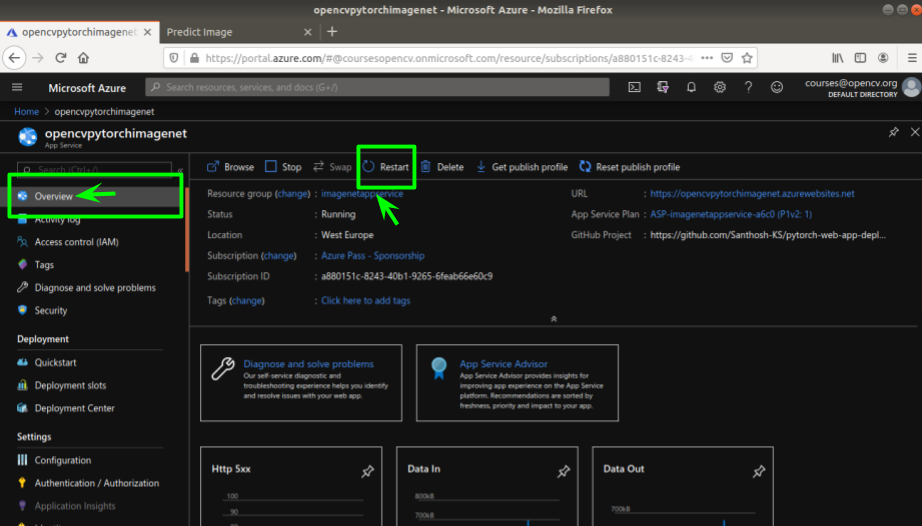 opencvpytorchimagenet - Microsoft Azure - Mozilla Firefox
opencvpytorchimagenet
Predict Image
https://portal.azure.com/#@coursesopencv.onmicrosoft.com/resource/subscriptions/a880151c-8243-4
Microsoft Azure
Search resources, services, and docs (G+/)
courses@opencv.org
DEFAULT DIRECTORY
Home > opencvpytorchimagenet
opencvpytorchimagenet
App Service
Search (Ctrl+/)
Browse Stop Swap Restart Delete Get publish profile Reset publish profile
Overview
Activity log
Access control (IAM)
Tags
Diagnose and solve problems
Security
Deployment
Quickstart
Deployment slots
Deployment Center
Settings
Configuration
Authentication / Authorization
Application Insights
Resource group (change) : imagenetappservice
Status : Running
Location : West Europe
Subscription (change) : Azure Pass - Sponsorship
Subscription ID : a880151c-8243-40b1-9265-6feab66e60c9
Tags (change) : Click here to add tags
URL : https://opencvpytorchimagenet.azurewebsites.net
App Service Plan : ASP-imagenetappservice-a6c0 (P1v2: 1)
GitHub Project : https://github.com/Santhosh-KS/pytorch-web-app-depl...
Diagnose and solve problems
Our self-service diagnostic and
troubleshooting experience helps you identify
and resolve issues with your web app.
App Service Advisor
App Service Advisor provides insights for
improving app experience on the App Service
platform. Recommendations are sorted by
freshness, priority and impact to your app.
Http 5xx
100
90
Data In
800kB
700kB
Data Out
700kB